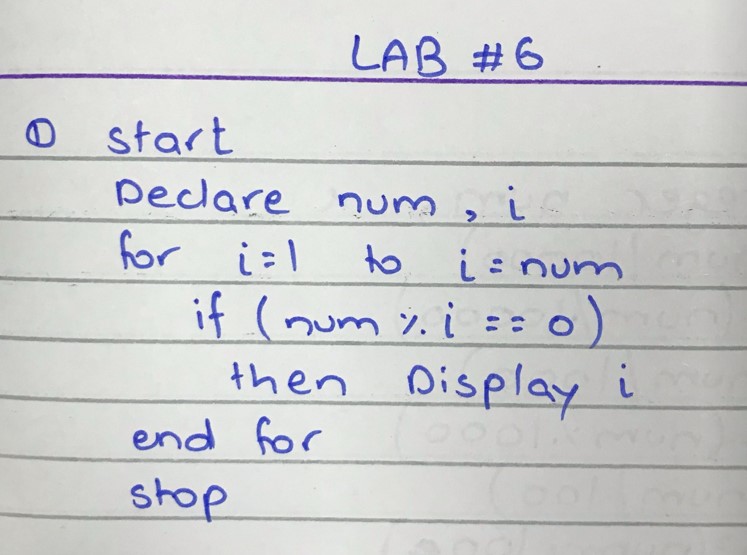 LAB #6
① start
Declare num, i
for i=1 to i=num
if (num % i == 0)
then Display i
end for
stop